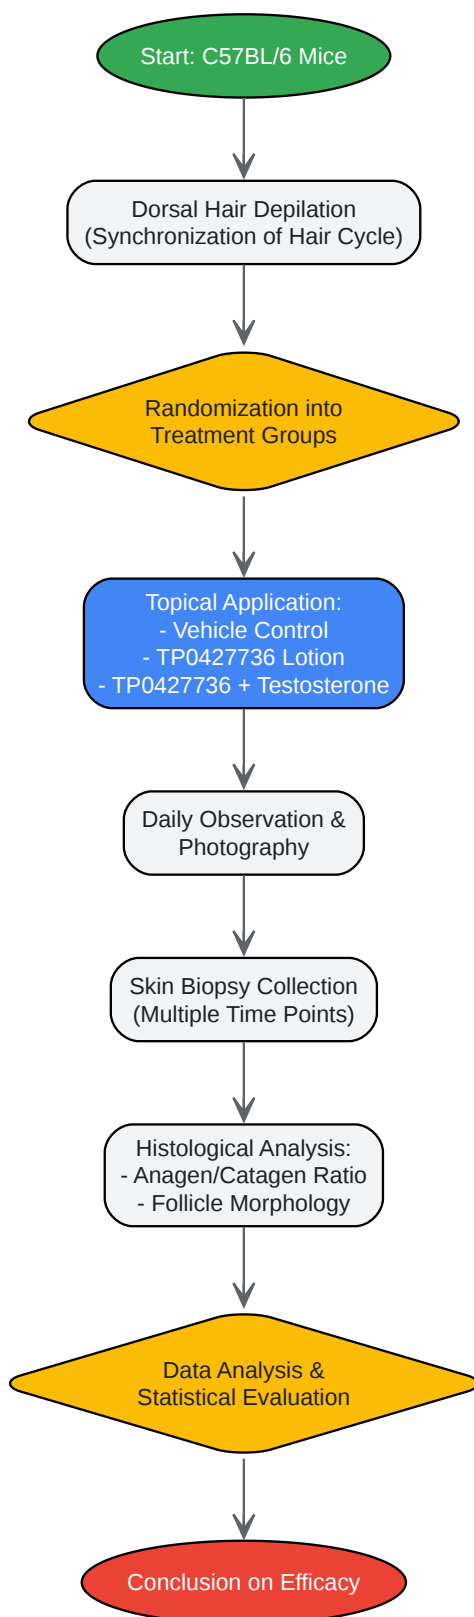 Start: C57BL/6 Mice
Dorsal Hair Depilation
(Synchronization of Hair Cycle)
Randomization into
Treatment Groups
Topical Application:
- Vehicle Control
- TP0427736 Lotion
- TP0427736 + Testosterone
Daily Observation &
Photography
Skin Biopsy Collection
(Multiple Time Points)
Histological Analysis:
- Anagen/Catagen Ratio
- Follicle Morphology
Data Analysis &
Statistical Evaluation
Conclusion on Efficacy